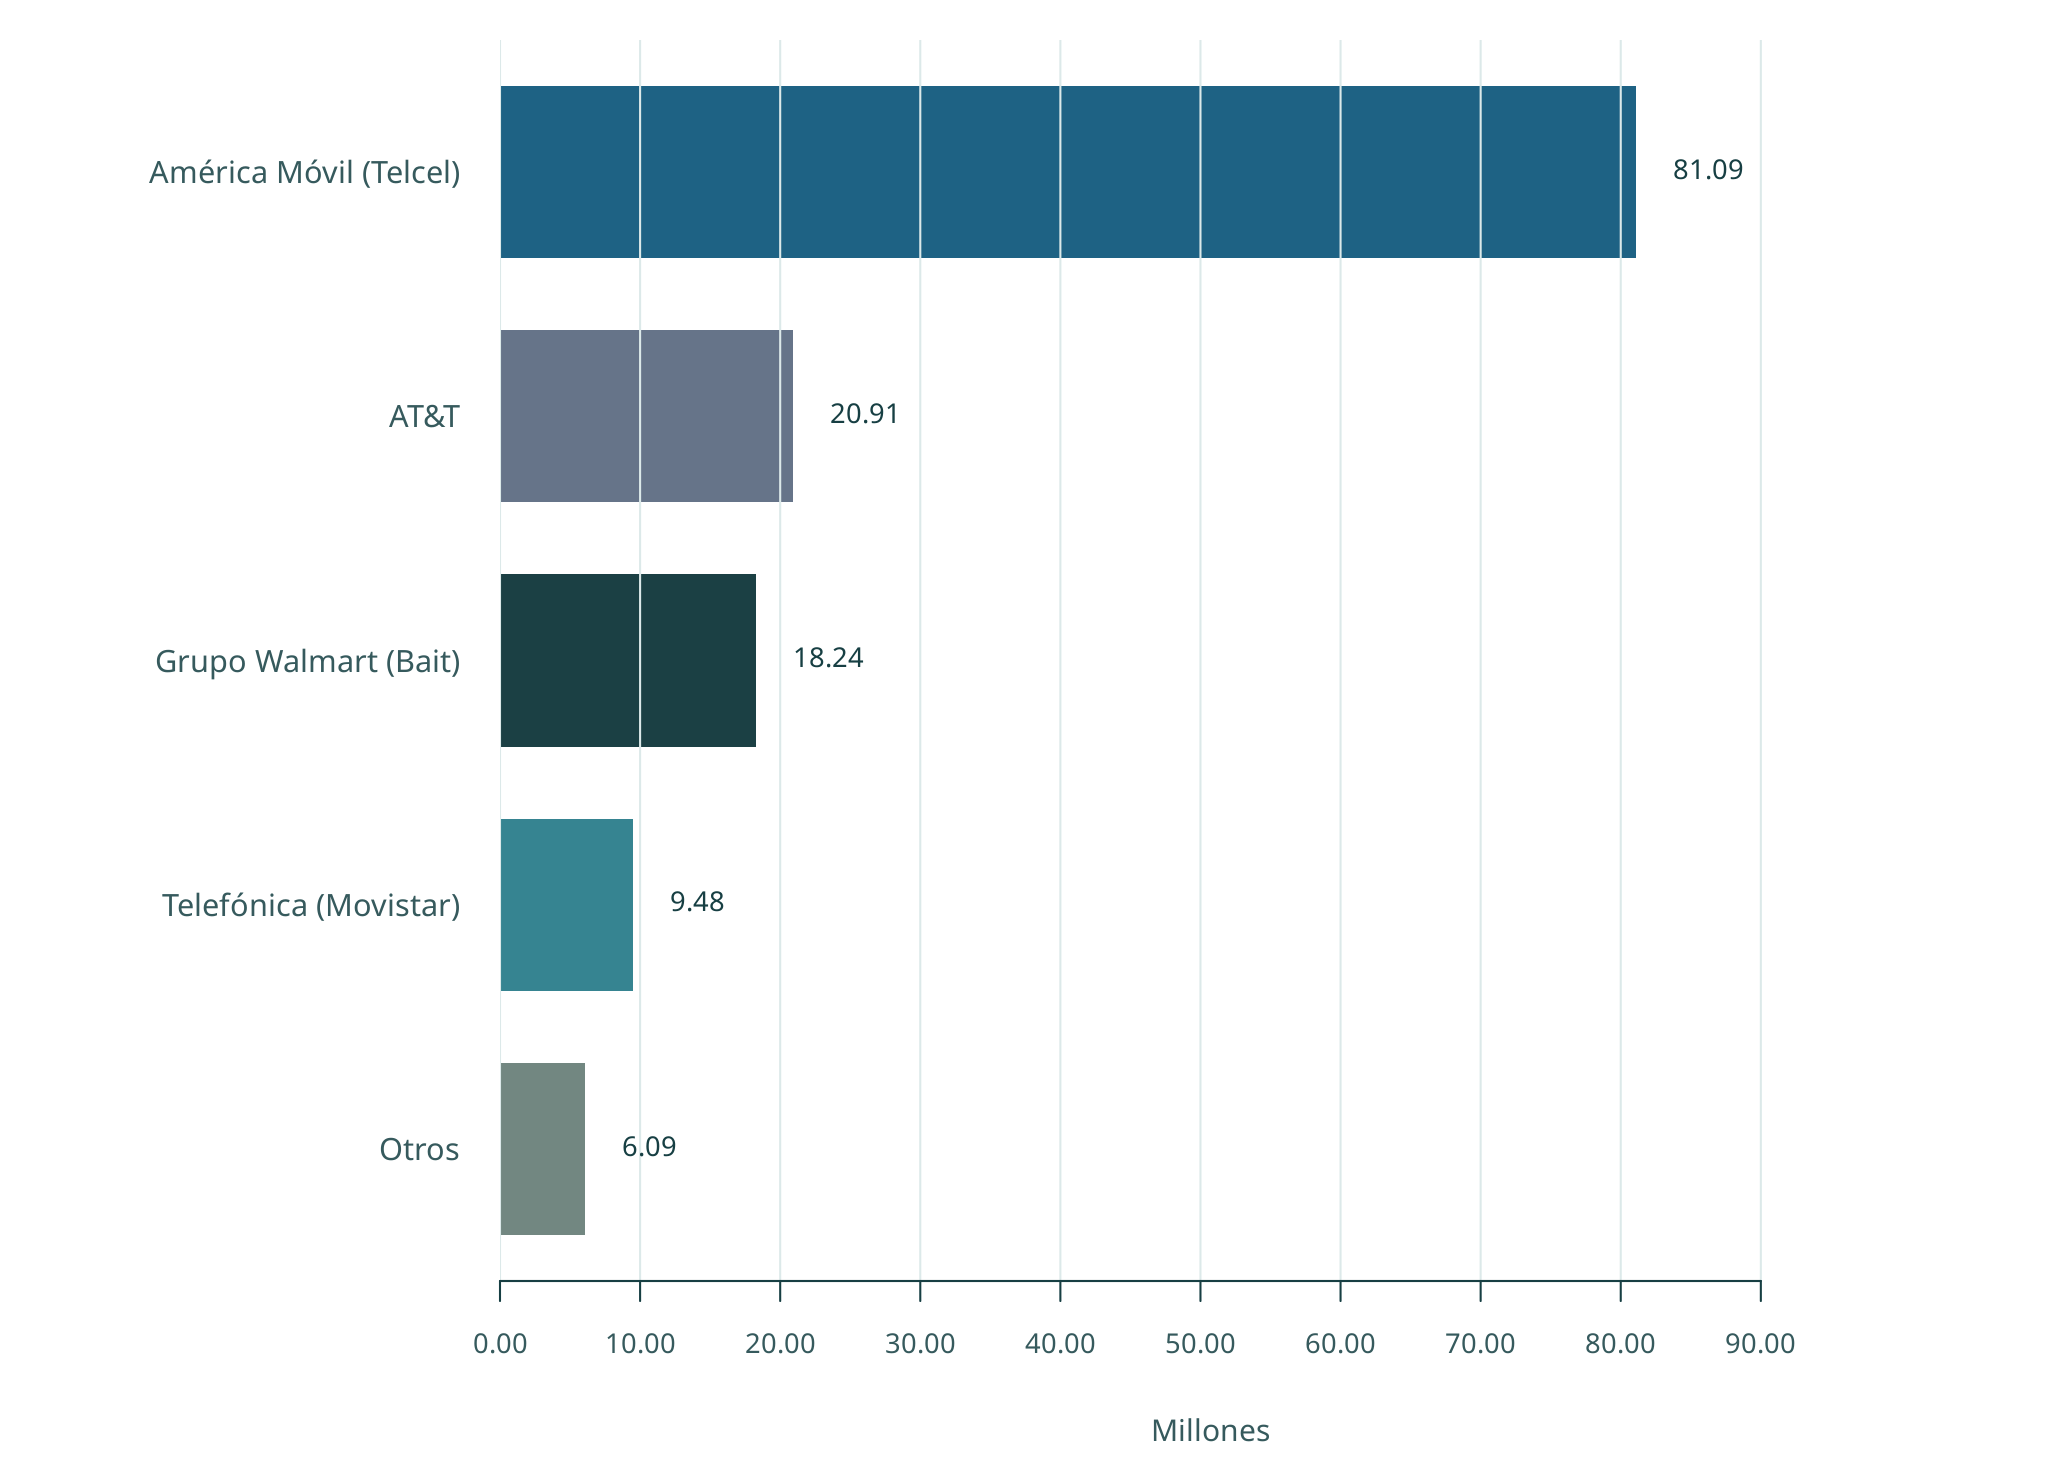 América Móvil (Telcel)
81.09
AT&T
20.91
Grupo Walmart (Bait)
18.24
Telefónica (Movistar)
9.48
Otros
6.09
0.00 10.00 20.00 30.00 40.00 50.00 60.00 70.00 80.00 90.00
Millones